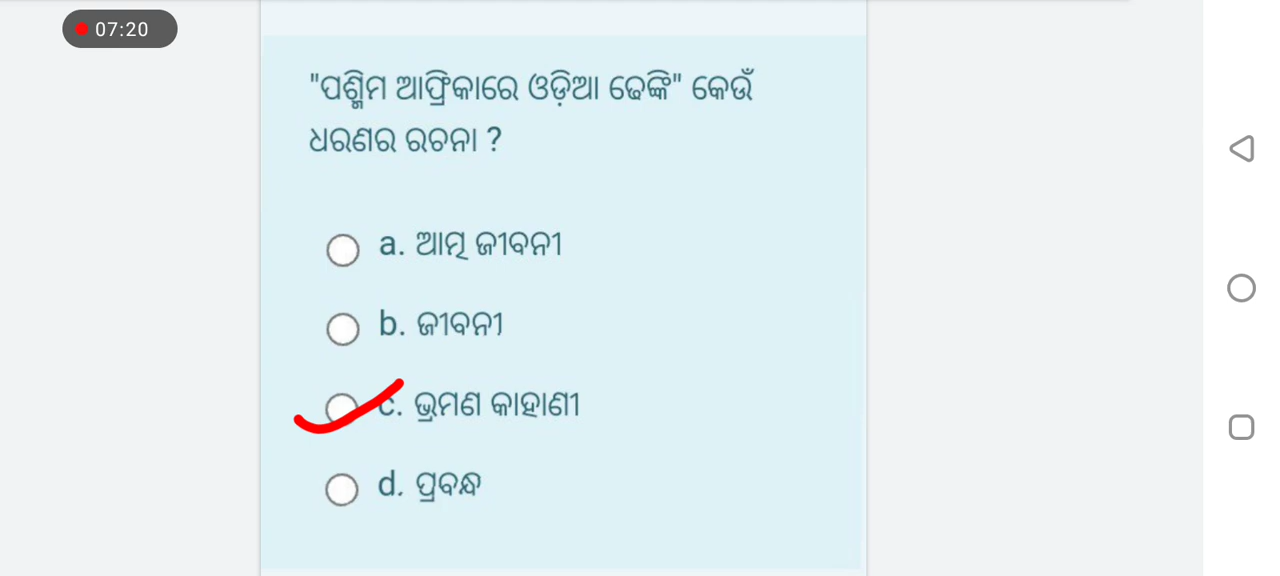 07:20
"ପଶ୍ଚିମ ଆଫ୍ରିକାରେ ଓଡ଼ିଆ ଢେଙ୍କି" କେଉଁ
ଧରଣର ରଚନା ?
a. ଆତ୍ମ ଜୀବନୀ
b. ଜୀବନୀ
c. ଭ୍ରମଣ କାହାଣୀ
d. ପ୍ରବନ୍ଧ